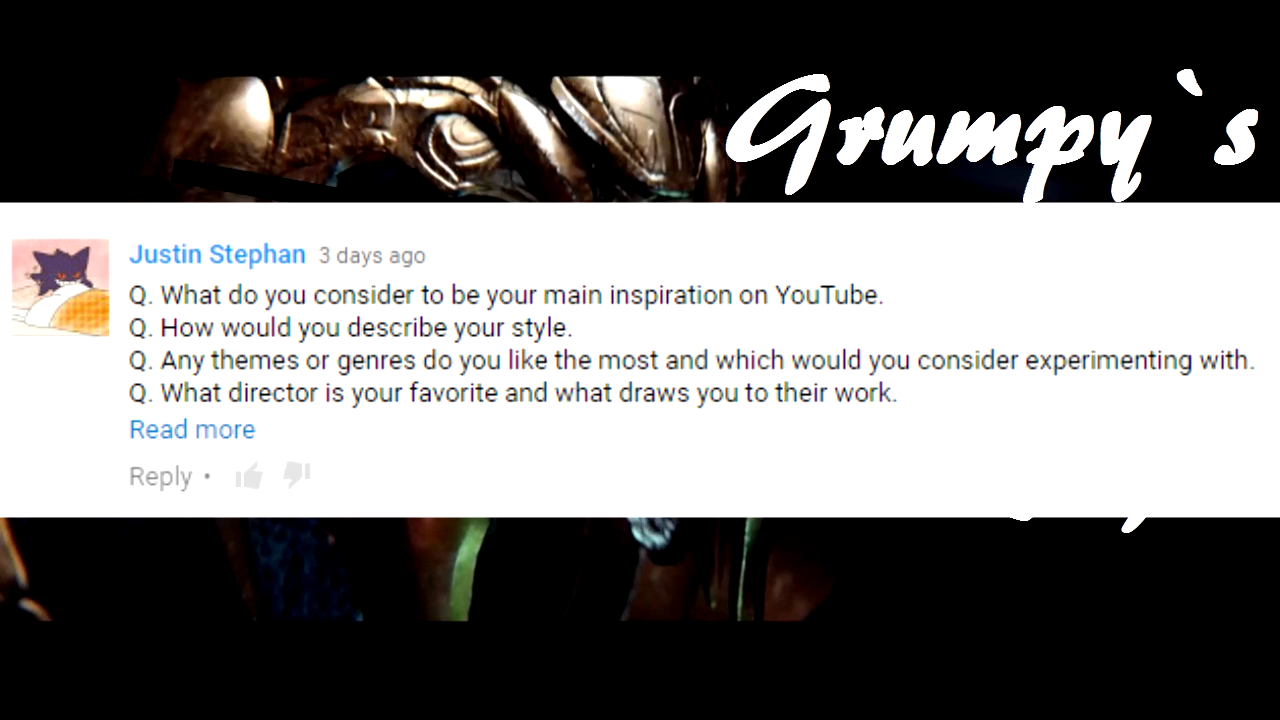 Grumpy`s
Justin Stephan 3 days ago
Q. What do you consider to be your main inspiration on YouTube.
Q. How would you describe your style.
Q. Any themes or genres do you like the most and which would you consider experimenting with.
Q. What director is your favorite and what draws you to their work.
Read more
Reply •